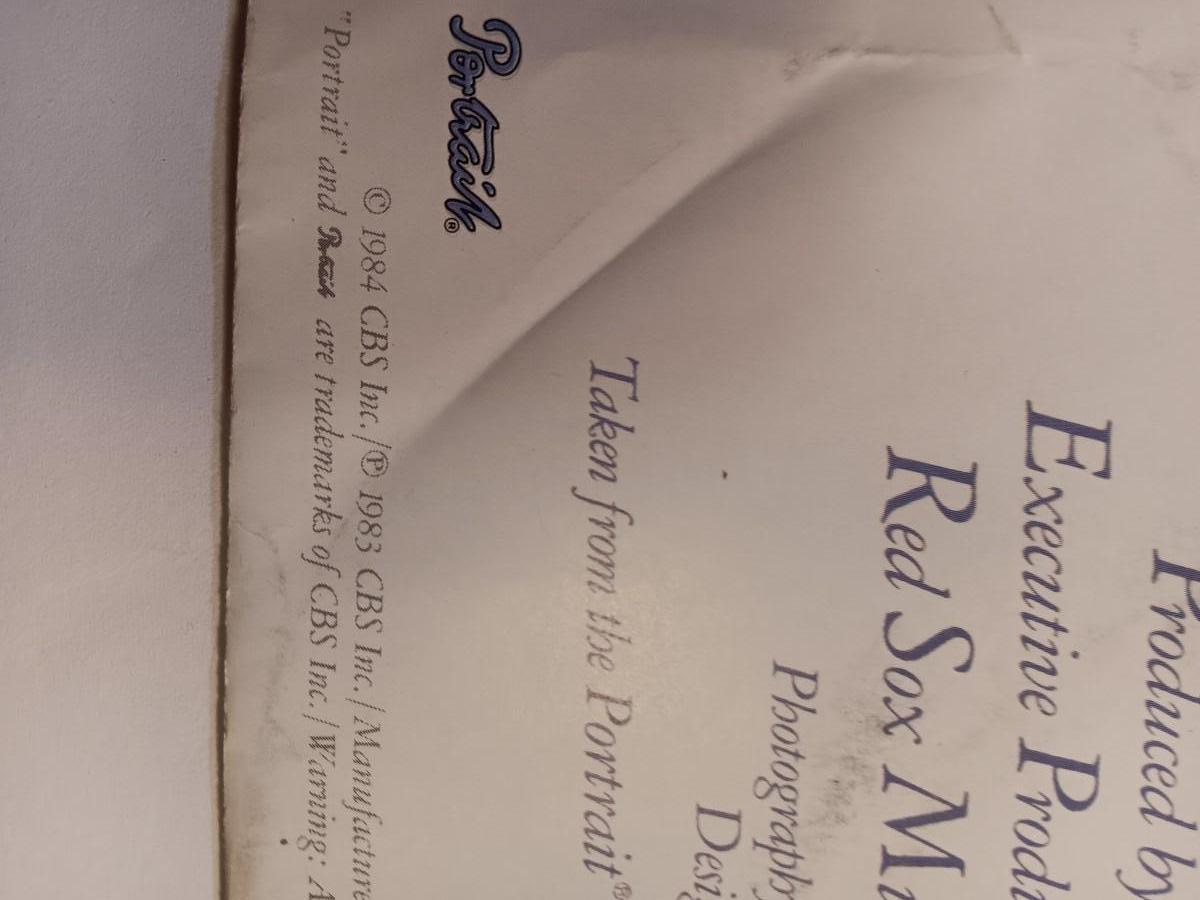 Produced by
Executive Prod
Red Sox M
Photography
Desi
Taken from the Portrait®
Portrait®
© 1984 CBS Inc./℗ 1983 CBS Inc./Manufacture
"Portrait" and Portrait are trademarks of CBS Inc./Warning: A